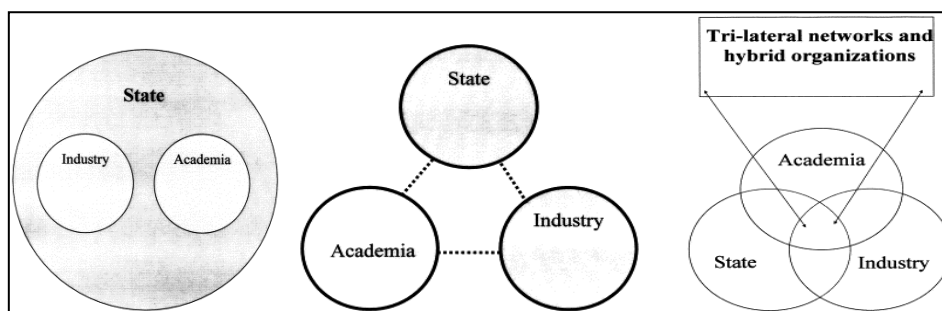 State
Industry
Academia
State
Academia
Industry
Tri-lateral networks and
hybrid organizations
Academia
State
Industry